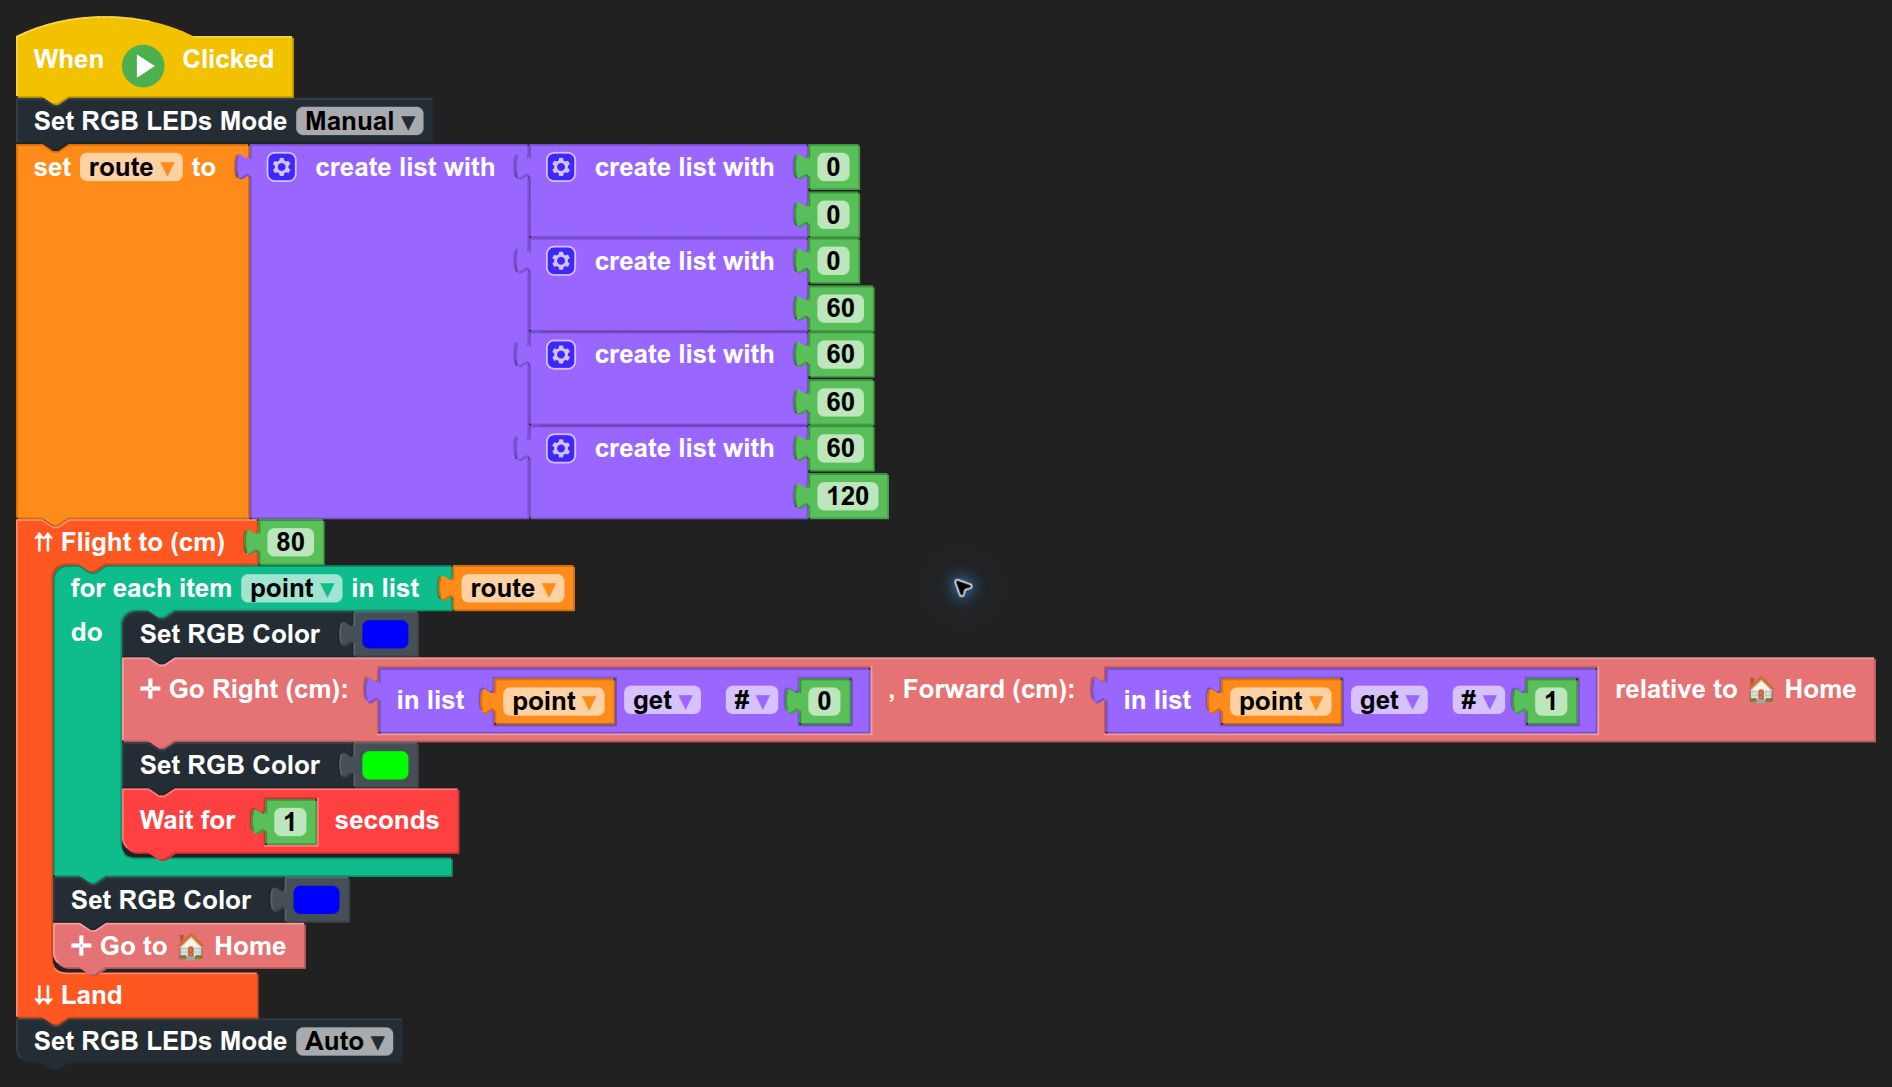 When Clicked
Set RGB LEDs Mode Manual ▾
set route ▾ to create list with create list with 0
0
create list with 0
60
create list with 60
60
create list with 60
120
⇈ Flight to (cm) 80
for each item point ▾ in list route ▾
do Set RGB Color
✛ Go Right (cm): in list point ▾ get ▾ # ▾ 0 , Forward (cm): in list point ▾ get ▾ # ▾ 1 relative to 🏠 Home
Set RGB Color
Wait for 1 seconds
Set RGB Color
✛ Go to 🏠 Home
⇊ Land
Set RGB LEDs Mode Auto ▾